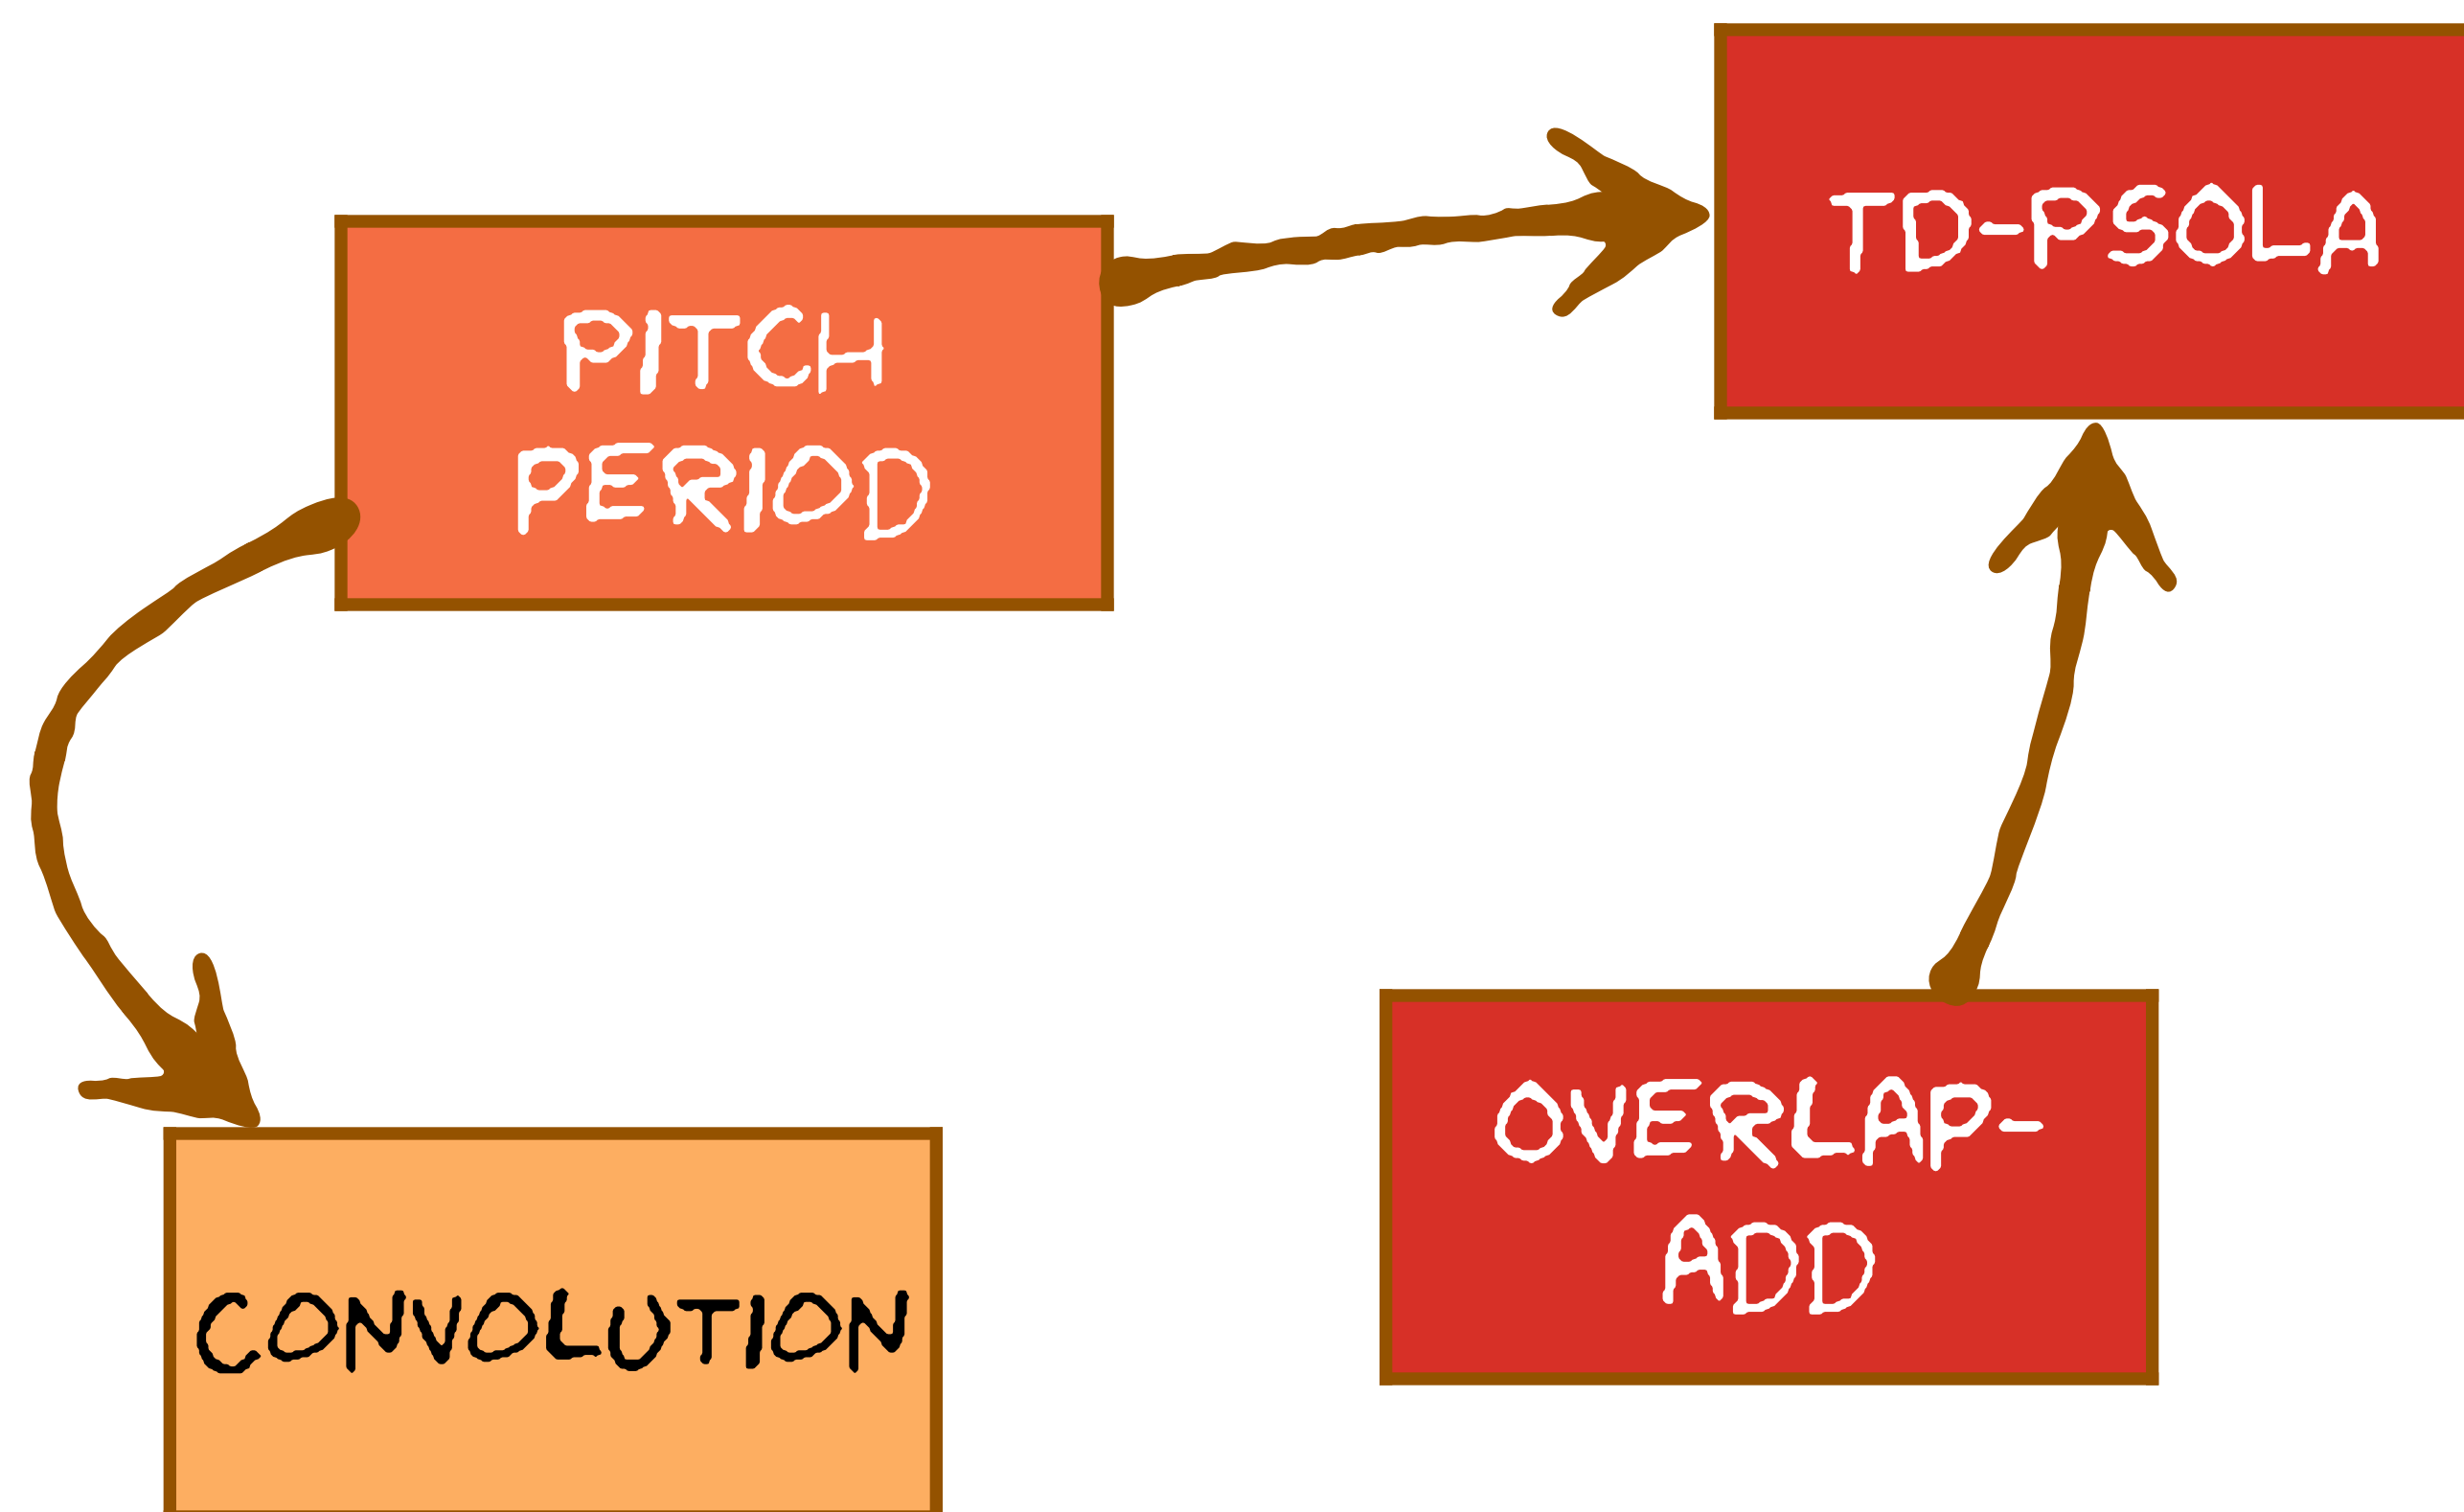 TD-PSOLA
PITCH
PERIOD
OVERLAP-
ADD
CONVOLUTION